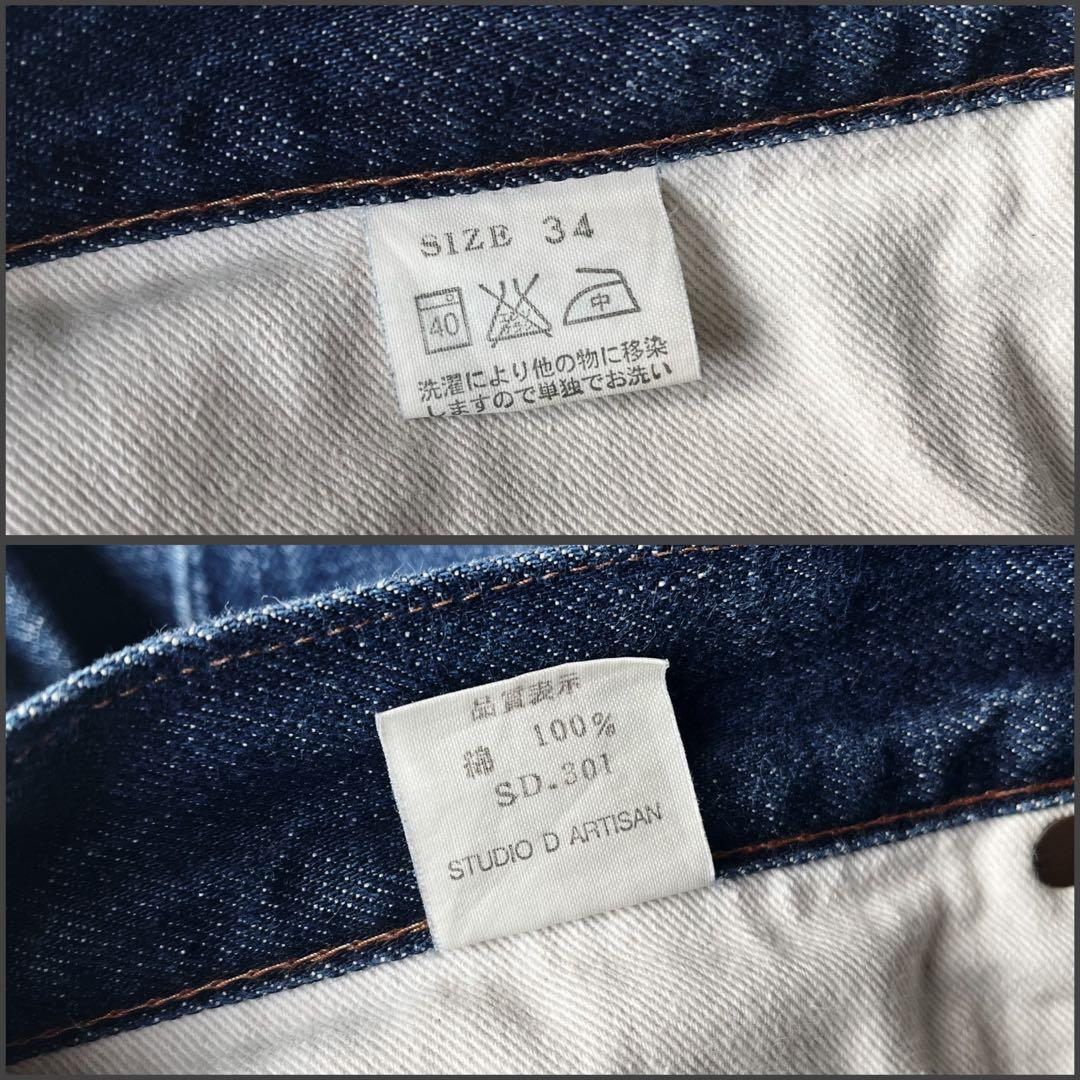 SIZE 34
40 中
洗濯により他の物に移染
しますので単独でお洗い
品質表示
綿 100%
SD.301
STUDIO D ARTISAN